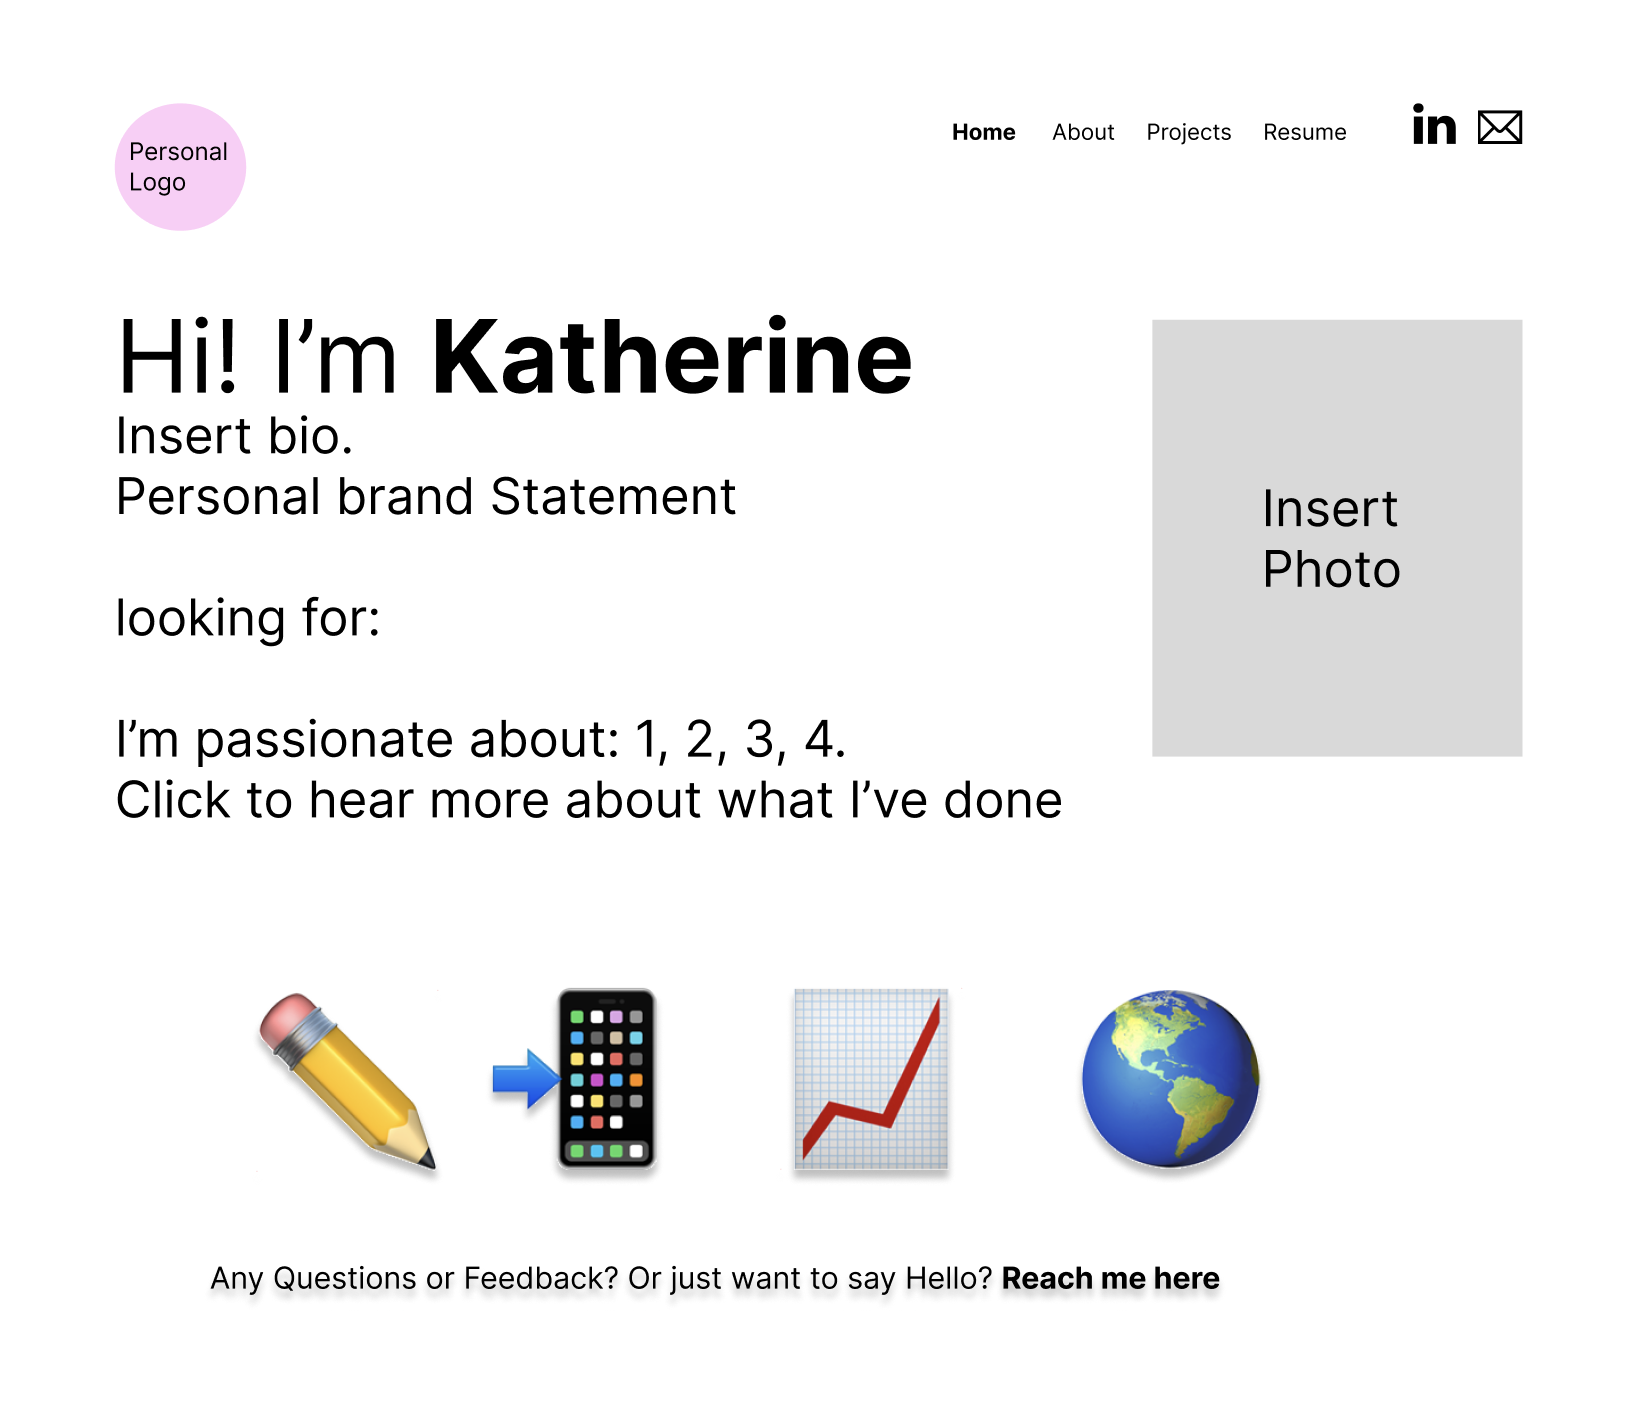 Personal
Logo
Home About Projects Resume in
Hi! I’m Katherine
Insert bio.
Personal brand Statement
looking for:
I’m passionate about: 1, 2, 3, 4.
Click to hear more about what I’ve done
Insert
Photo
Any Questions or Feedback? Or just want to say Hello? Reach me here